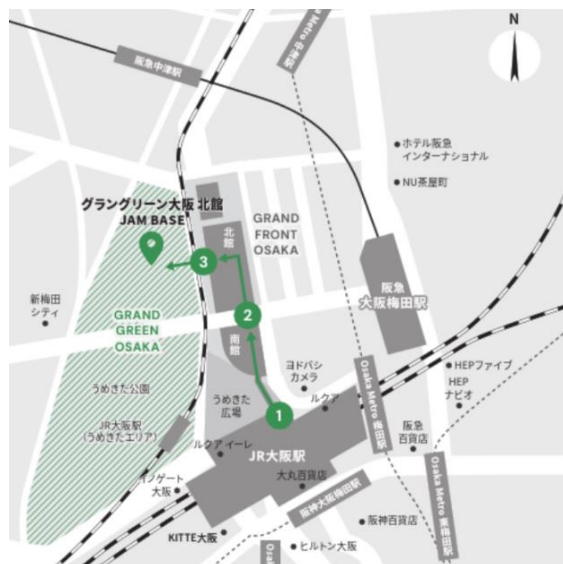 Osaka Metro 中津駅
N
阪急中津駅
ホテル阪急
インターナショナル
NU茶屋町
グラングリーン大阪 北館
JAM BASE
GRAND
FRONT
OSAKA
北館
3
阪急
大阪梅田駅
新梅田
シティ
GRAND
GREEN
OSAKA
2
南館
うめきた公園
うめきた
広場
ヨドバシ
カメラ
Osaka Metro 梅田駅
HEPファイブ
HEP
ナビオ
1
ルクア
JR大阪駅
(うめきたエリア)
ルクア イーレ
JR大阪駅
阪急
百貨店
イノゲート
大阪
大丸百貨店
阪神大阪梅田駅
Osaka Metro 東梅田駅
阪神百貨店
KITTE大阪
ヒルトン大阪
Osak